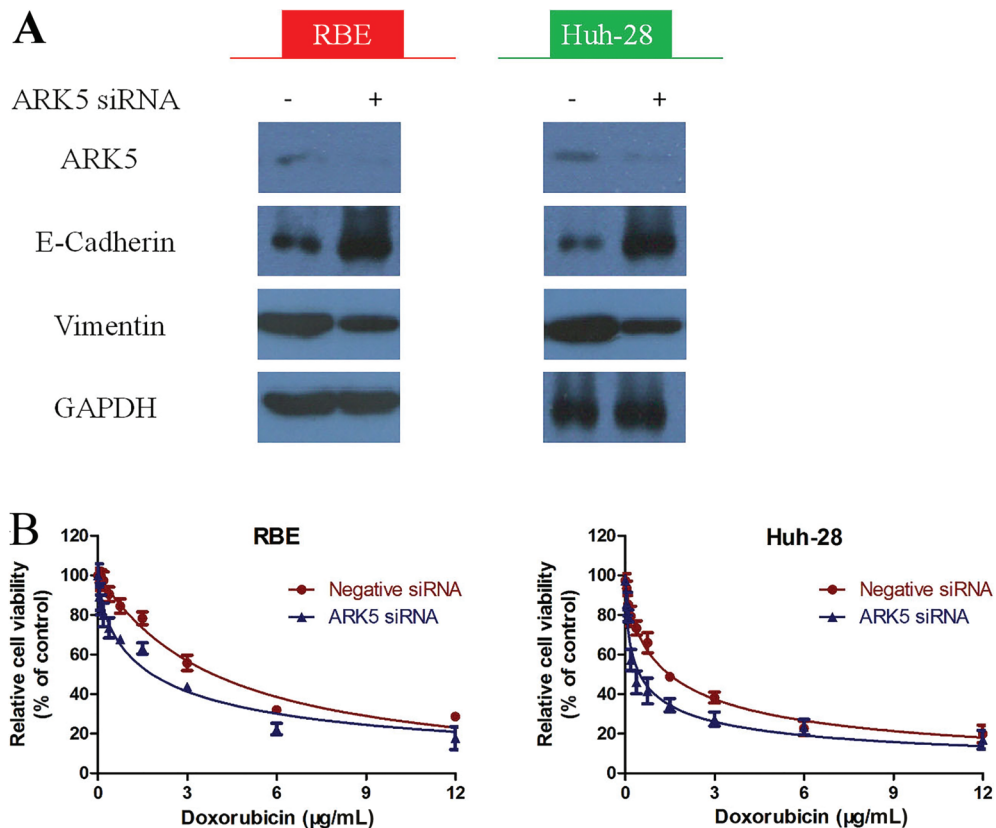 A
RBE
Huh-28
ARK5 siRNA - + - +
ARK5
E-Cadherin
Vimentin
GAPDH
B
RBE
120
100
80
60
40
20
0
Relative cell viability
(% of control)
Negative siRNA
ARK5 siRNA
0 3 6 9 12
Doxorubicin (µg/mL)
Huh-28
120
100
80
60
40
20
0
Relative cell viability
(% of control)
Negative siRNA
ARK5 siRNA
0 3 6 9 12
Doxorubicin (µg/mL)